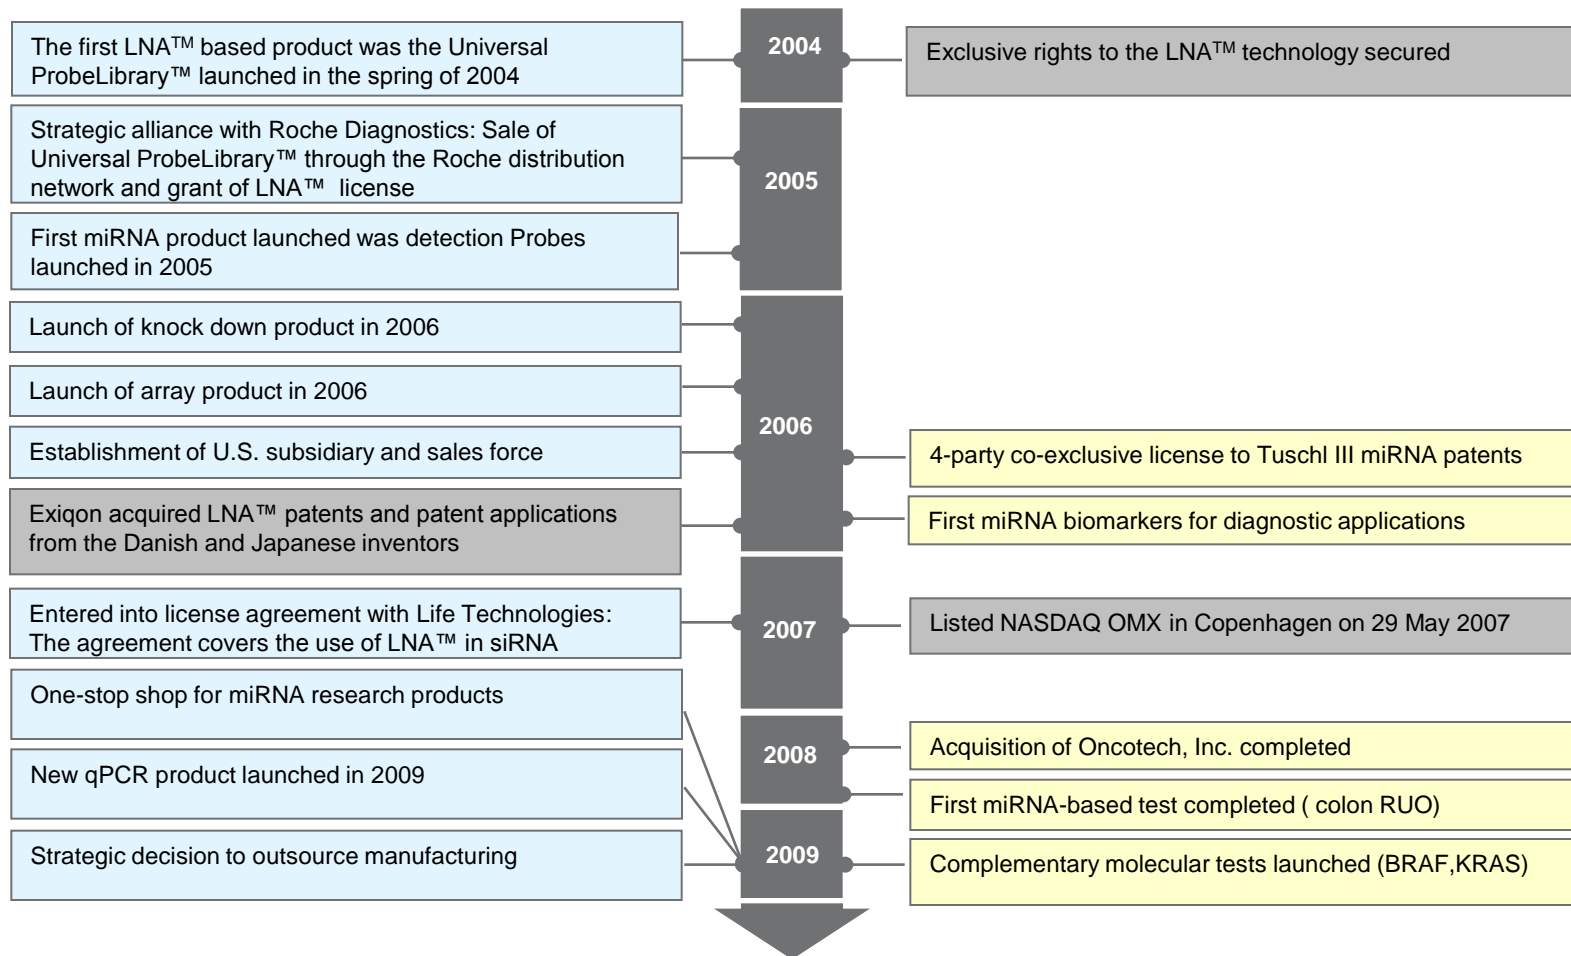 The first LNA™ based product was the Universal
ProbeLibrary™ launched in the spring of 2004
2004
Exclusive rights to the LNA™ technology secured
Strategic alliance with Roche Diagnostics: Sale of
Universal ProbeLibrary™ through the Roche distribution
network and grant of LNA™ license
2005
First miRNA product launched was detection Probes
launched in 2005
Launch of knock down product in 2006
Launch of array product in 2006
2006
Establishment of U.S. subsidiary and sales force
4-party co-exclusive license to Tuschl III miRNA patents
Exiqon acquired LNA™ patents and patent applications
from the Danish and Japanese inventors
First miRNA biomarkers for diagnostic applications
Entered into license agreement with Life Technologies:
The agreement covers the use of LNA™ in siRNA
2007
Listed NASDAQ OMX in Copenhagen on 29 May 2007
One-stop shop for miRNA research products
2008
Acquisition of Oncotech, Inc. completed
New qPCR product launched in 2009
First miRNA-based test completed ( colon RUO)
Strategic decision to outsource manufacturing
2009
Complementary molecular tests launched (BRAF,KRAS)